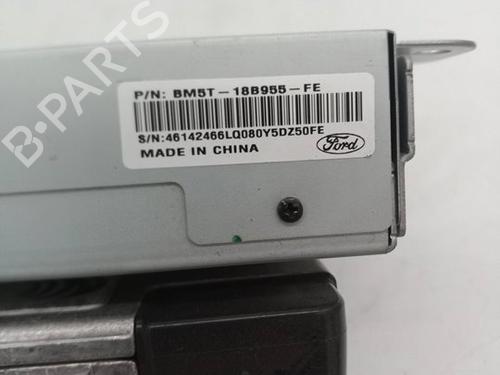 P/N: BM5T-18B955-FE
S/N:46142466LQ080Y5DZ50FE
MADE IN CHINA
Ford
B-PARTS